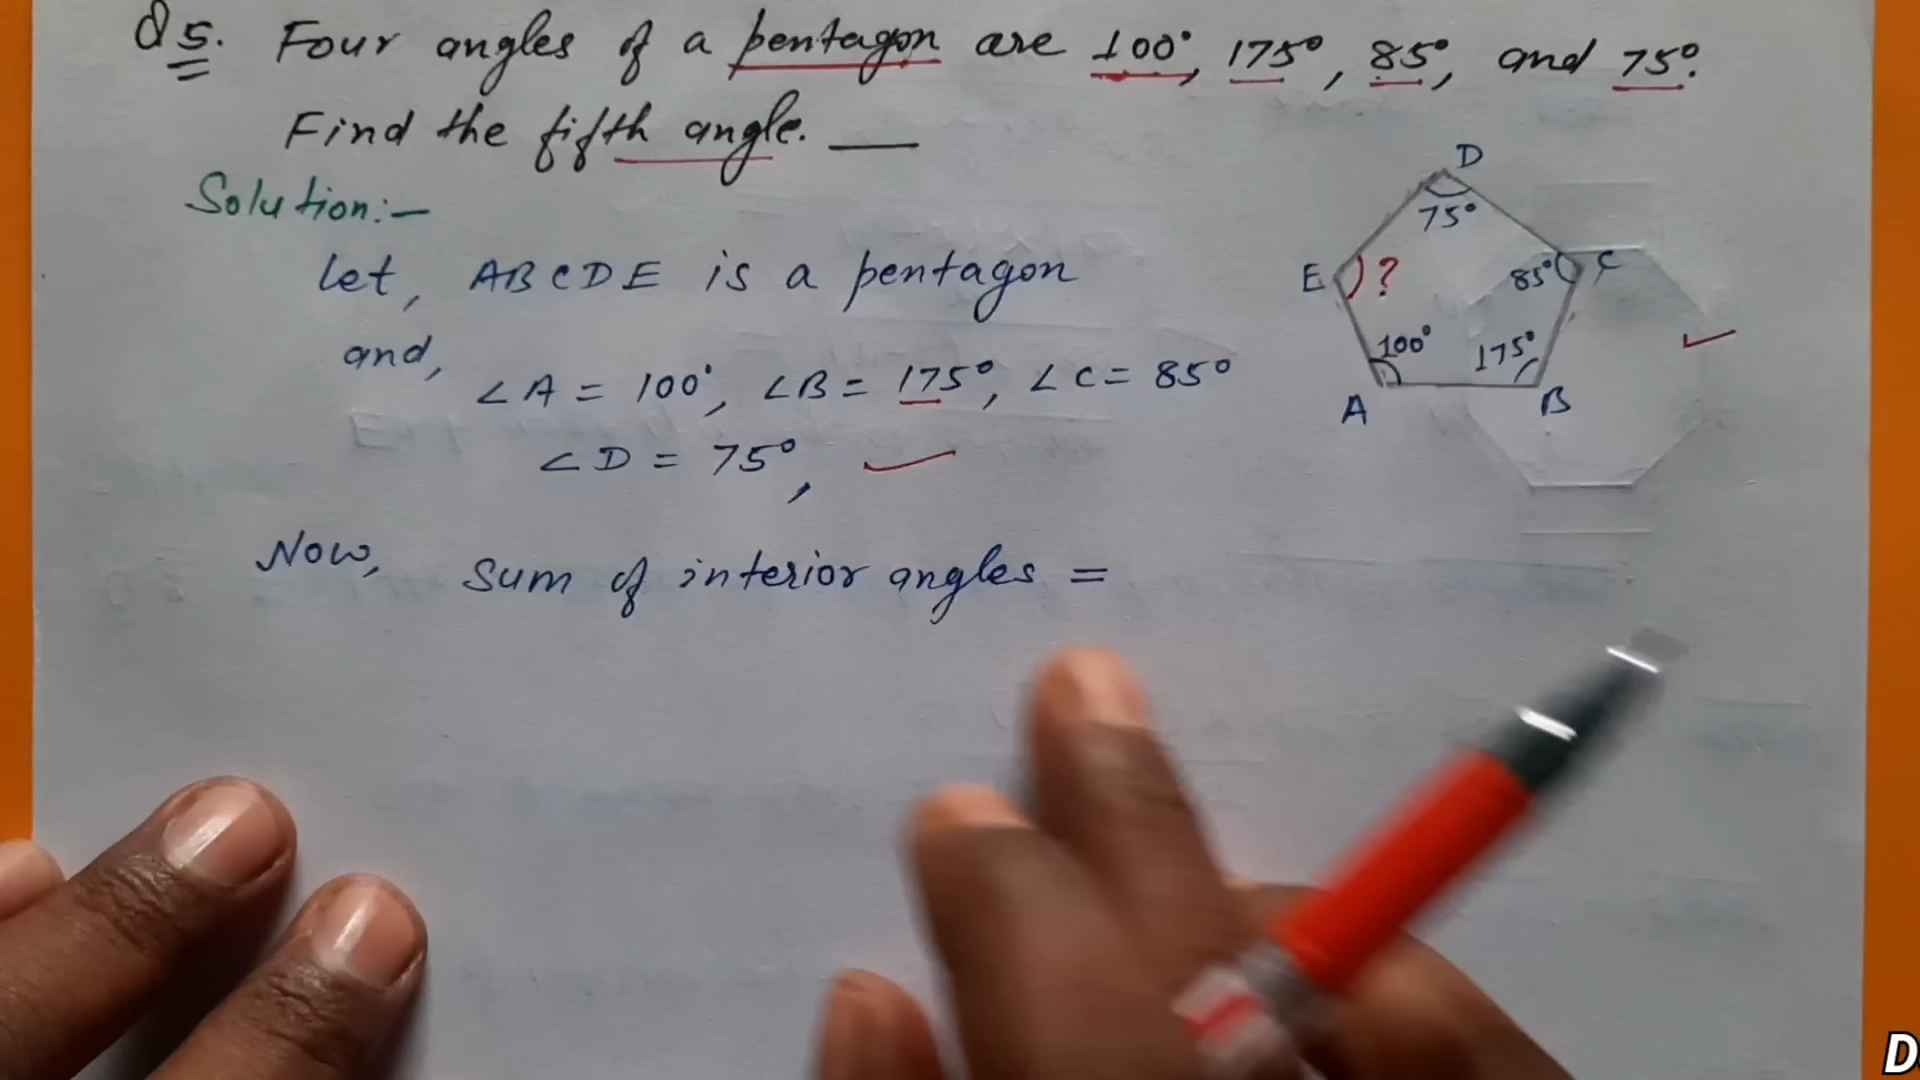 Q5. Four angles of a pentagon are 100°, 175°, 85°, and 75°.
Find the fifth angle. ___
Solution:-
Let, ABCDE is a pentagon
and,
∠A = 100°, ∠B = 175°, ∠C = 85°
∠D = 75°,
Now, Sum of interior angles =
D
75°
E ? 85° C
100° 175°
A B
D